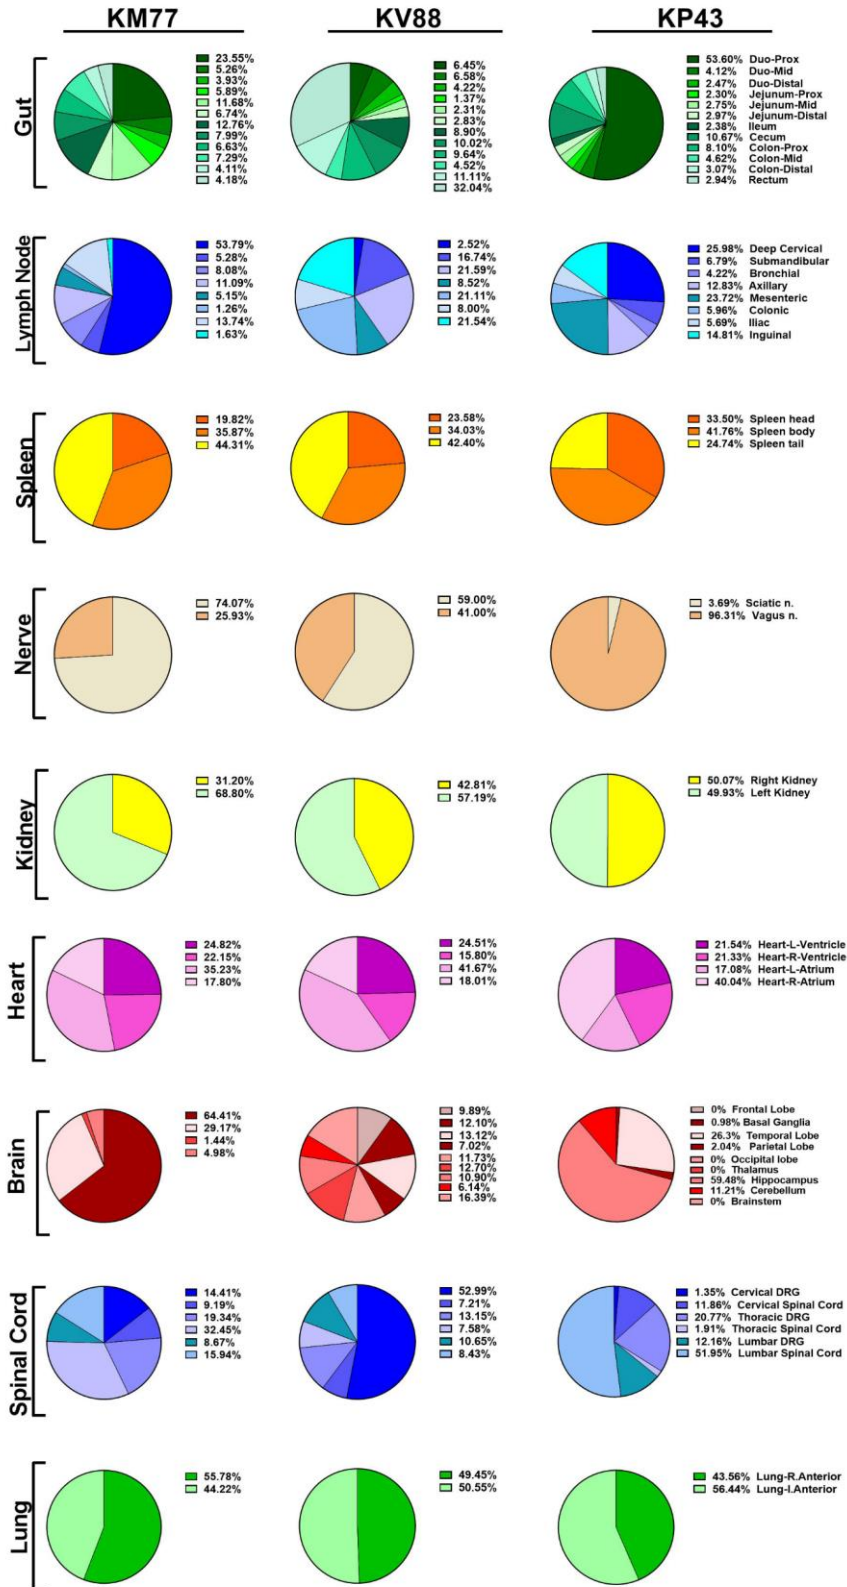 KM77 KV88 KP43
Gut
23.55%
5.26%
3.93%
5.89%
11.68%
6.74%
12.76%
7.99%
6.63%
7.29%
4.11%
4.18%
6.45%
6.58%
4.22%
1.37%
2.31%
2.83%
8.90%
10.02%
9.64%
4.52%
11.11%
32.04%
53.60% Duo-Prox
4.12% Duo-Mid
2.47% Duo-Distal
2.30% Jejunum-Prox
2.75% Jejunum-Mid
2.97% Jejunum-Distal
2.38% Ileum
10.67% Cecum
8.10% Colon-Prox
4.62% Colon-Mid
3.07% Colon-Distal
2.94% Rectum
Lymph Node
53.79%
5.28%
8.08%
11.09%
5.15%
1.26%
13.74%
1.63%
2.52%
16.74%
21.59%
8.52%
21.11%
8.00%
21.54%
25.98% Deep Cervical
6.79% Submandibular
4.22% Bronchial
12.83% Axillary
23.72% Mesenteric
5.96% Colonic
5.69% Iliac
14.81% Inguinal
Spleen
19.82%
35.87%
44.31%
23.58%
34.03%
42.40%
33.50% Spleen head
41.76% Spleen body
24.74% Spleen tail
Nerve
74.07%
25.93%
59.00%
41.00%
3.69% Sciatic n.
96.31% Vagus n.
Kidney
31.20%
68.80%
42.81%
57.19%
50.07% Right Kidney
49.93% Left Kidney
Heart
24.82%
22.15%
35.23%
17.80%
24.51%
15.80%
41.67%
18.01%
21.54% Heart-L-Ventricle
21.33% Heart-R-Ventricle
17.08% Heart-L-Atrium
40.04% Heart-R-Atrium
Brain
64.41%
29.17%
1.44%
4.98%
9.89%
12.10%
13.12%
7.02%
11.73%
12.70%
10.90%
6.14%
16.39%
0% Frontal Lobe
0.98% Basal Ganglia
26.3% Temporal Lobe
2.04% Parietal Lobe
0% Occipital lobe
0% Thalamus
59.48% Hippocampus
11.21% Cerebellum
0% Brainstem
Spinal Cord
14.41%
9.19%
19.34%
32.45%
8.67%
15.94%
52.99%
7.21%
13.15%
7.58%
10.65%
8.43%
1.35% Cervical DRG
11.86% Cervical Spinal Cord
20.77% Thoracic DRG
1.91% Thoracic Spinal Cord
12.16% Lumbar DRG
51.95% Lumbar Spinal Cord
Lung
55.78%
44.22%
49.45%
50.55%
43.56% Lung-R.Anterior
56.44% Lung-l.Anterior